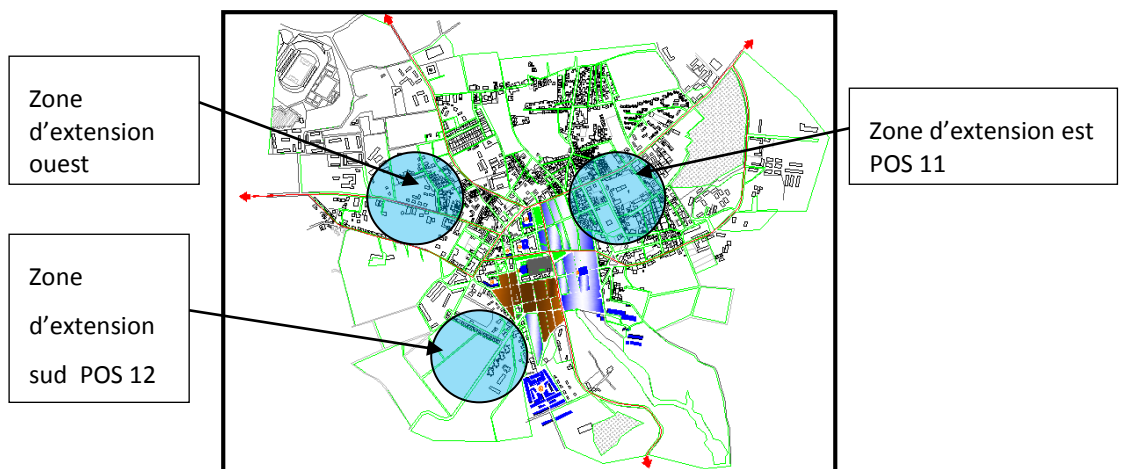 Zone
d’extension
ouest
Zone d’extension est
POS 11
Zone
d’extension
sud  POS 12